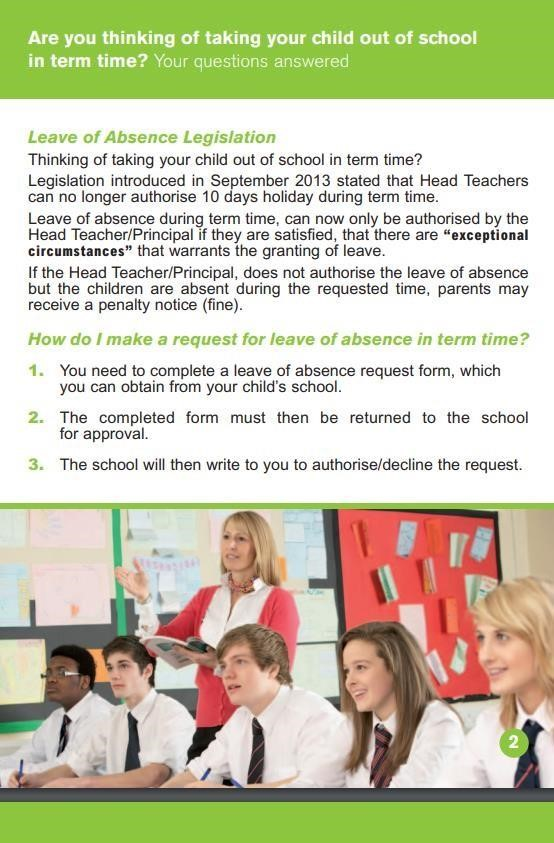 Are you thinking of taking your child out of school
in term time? Your questions answered
Leave of Absence Legislation
Thinking of taking your child out of school in term time?
Legislation introduced in September 2013 stated that Head Teachers
can no longer authorise 10 days holiday during term time.
Leave of absence during term time, can now only be authorised by the
Head Teacher/Principal if they are satisfied, that there are “exceptional
circumstances” that warrants the granting of leave.
If the Head Teacher/Principal, does not authorise the leave of absence
but the children are absent during the requested time, parents may
receive a penalty notice (fine).
How do I make a request for leave of absence in term time?
1. You need to complete a leave of absence request form, which
you can obtain from your child’s school.
2. The completed form must then be returned to the school
for approval.
3. The school will then write to you to authorise/decline the request.
2